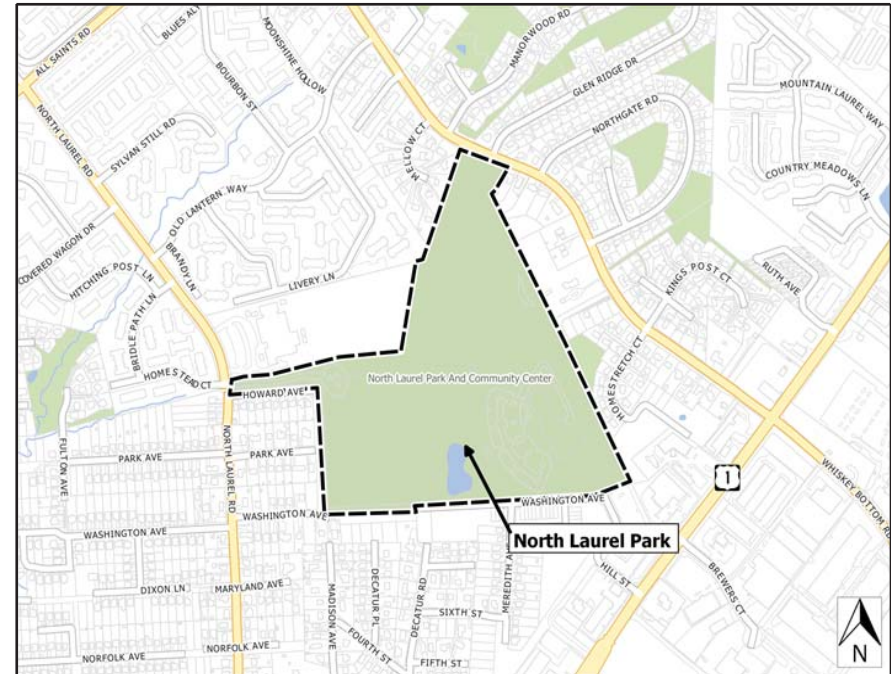 ALL SAINTS RD
MOONSHINE HOLLOW
BOURBON ST
MANORWOOD RD
GLEN RIDGE DR
NORTHGATE RD
MOUNTAIN LAUREL WAY
COUNTRY MEADOWS LN
NORTH LAUREL RD
SYLVAN STILL RD
MELLOW CT
OLD LANTERN WAY
BRANDY LN
HITCHING POST LN
LIVERY LN
KINGS POST CT
RUTH AVE
BRIDLE PATH LN
HOMESTEAD CT
HOWARD AVE
North Laurel Park And Community Center
HOMESTRETCH CT
FULTON AVE
PARK AVE
PARK AVE
NORTH LAUREL RD
1
WHISKEY BOTTOM RD
WASHINGTON AVE
WASHINGTON AVE
WASHINGTON AVE
North Laurel Park
HILL ST
BREWERS CT
DIXON LN
MARYLAND AVE
MADISON AVE
DECATUR PL
DECATUR RD
SIXTH ST
NORFOLK AVE
NORFOLK AVE
FOURTH ST
FIFTH ST
N